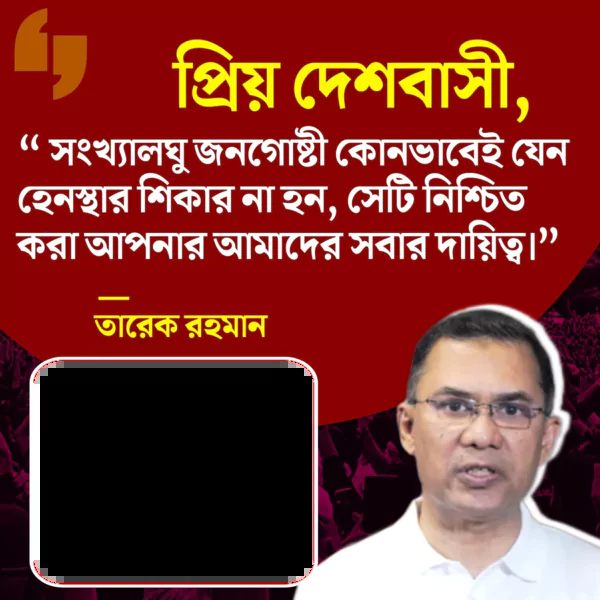 প্রিয় দেশবাসী,
“ সংখ্যালঘু জনগোষ্টী কোনভাবেই যেন
হেনস্থার শিকার না হন, সেটি নিশ্চিত
করা আপনার আমাদের সবার দায়িত্ব।”
—
তারেক রহমান